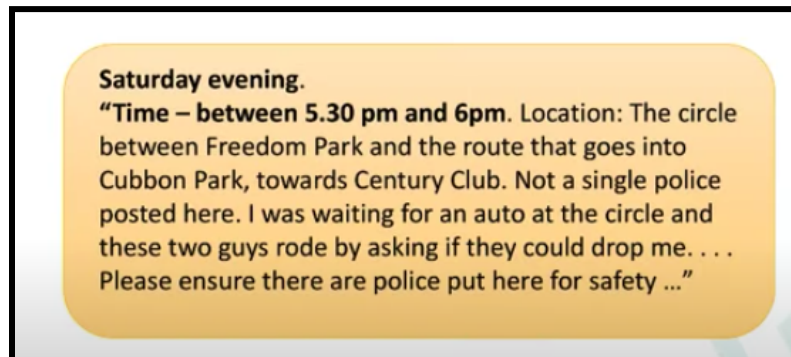 Saturday evening.
“Time – between 5.30 pm and 6pm. Location: The circle
between Freedom Park and the route that goes into
Cubbon Park, towards Century Club. Not a single police
posted here. I was waiting for an auto at the circle and
these two guys rode by asking if they could drop me. . . .
Please ensure there are police put here for safety ...”